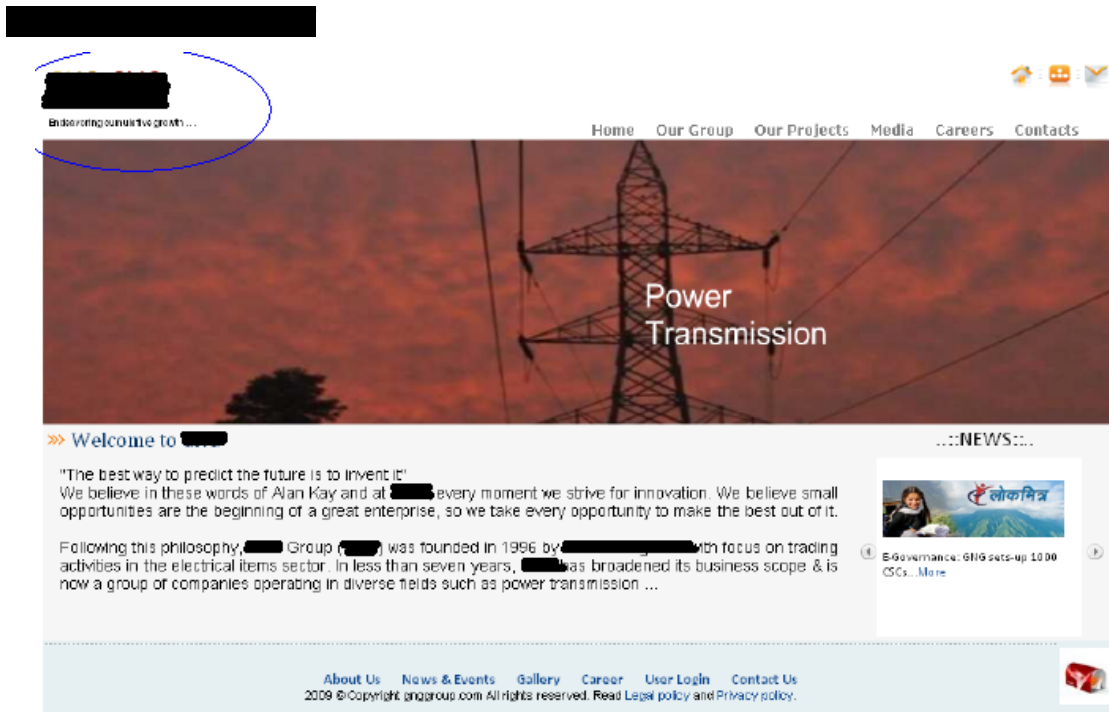 Endeavoring cumulative growth ...
Home Our Group Our Projects Media Careers Contacts
Power
Transmission
Welcome to
..::NEWS::..
"The best way to predict the future is to invent it"
We believe in these words of Alan Kay and at every moment we strive for innovation. We believe small
opportunities are the beginning of a great enterprise, so we take every opportunity to make the best out of it.
Following this philosophy, Group ( ) was founded in 1996 by with focus on trading
activities in the electrical items sector. In less than seven years, has broadened its business scope & is
now a group of companies operating in diverse fields such as power transmission ...
लोकमित्र
E-Governance: GNG sets-up 1000
CSCs...More
About Us News & Events Gallery Career User Login Contact Us
2009 © Copyright gnggroup.com All rights reserved. Read Legal policy and Privacy policy.